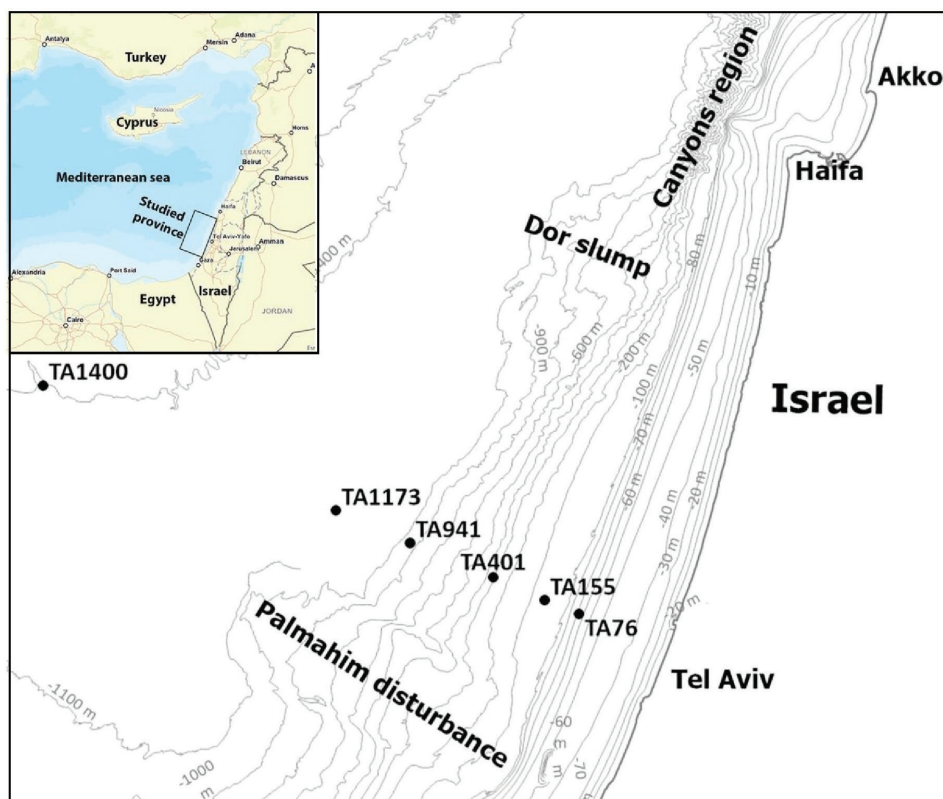 Antalya
Mersin
Adana
Turkey
Nicosia
Cyprus
Homs
LEBANON
Beirut
Mediterranean sea
Damascus
Studied
province
Haifa
Tel Aviv-Yafo
Amman
Jerusalem
Gaza
Alexandria
Port Said
Egypt
Israel
JORDAN
Cairo
Canyons region
Akko
Haifa
Dor slump
-80 m
-10 m
-900 m
-600 m
-200 m
-100 m
-50 m
-70 m
TA1400
Israel
-60 m
-40 m
-20 m
-30 m
TA1173
TA941
TA401
TA155
TA76
-20 m
Palmahim disturbance
Tel Aviv
-1100 m
-1000
m
-60
m
-70
m